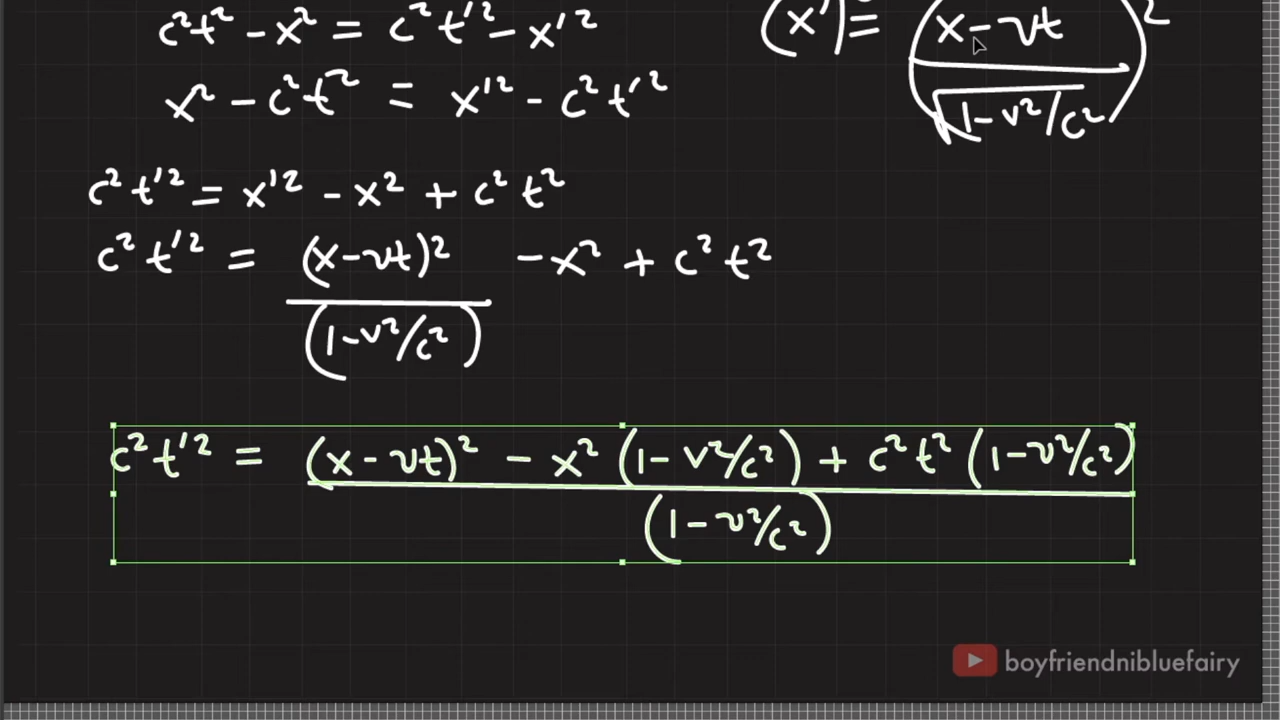 c²t² - x² = c²t'² - x'²
(x')² = ((x - vt)/√(1 - v²/c²))²
x² - c²t² = x'² - c²t'²
c²t'² = x'² - x² + c²t²
c²t'² = (x-vt)²/(1-v²/c²) - x² + c²t²
c²t'² = ((x - vt)² - x²(1 - v²/c²) + c²t²(1-v²/c²))/(1 - v²/c²)
boyfriendnibluefairy